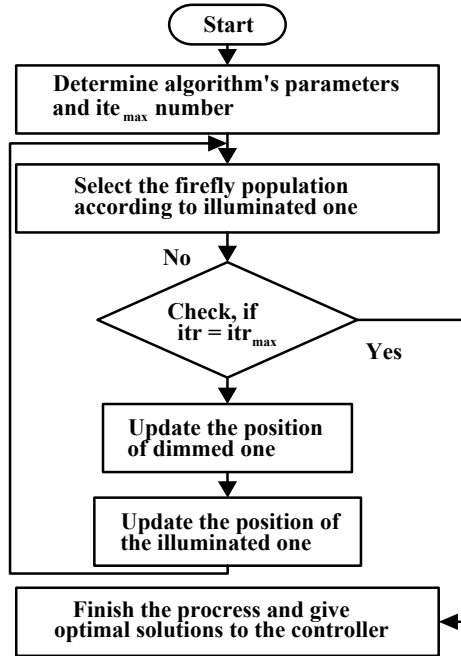 Start
Determine algorithm's parameters
and ite max number
Select the firefly population
according to illuminated one
No
Check, if
itr = itr max
Yes
Update the position
of dimmed one
Update the position of
the illuminated one
Finish the procress and give
optimal solutions to the controller